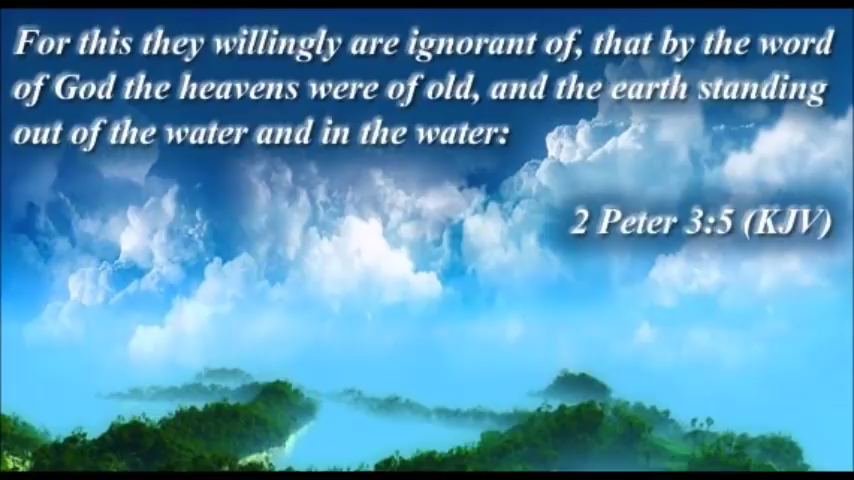 For this they willingly are ignorant of, that by the word
of God the heavens were of old, and the earth standing
out of the water and in the water:
2 Peter 3:5 (KJV)